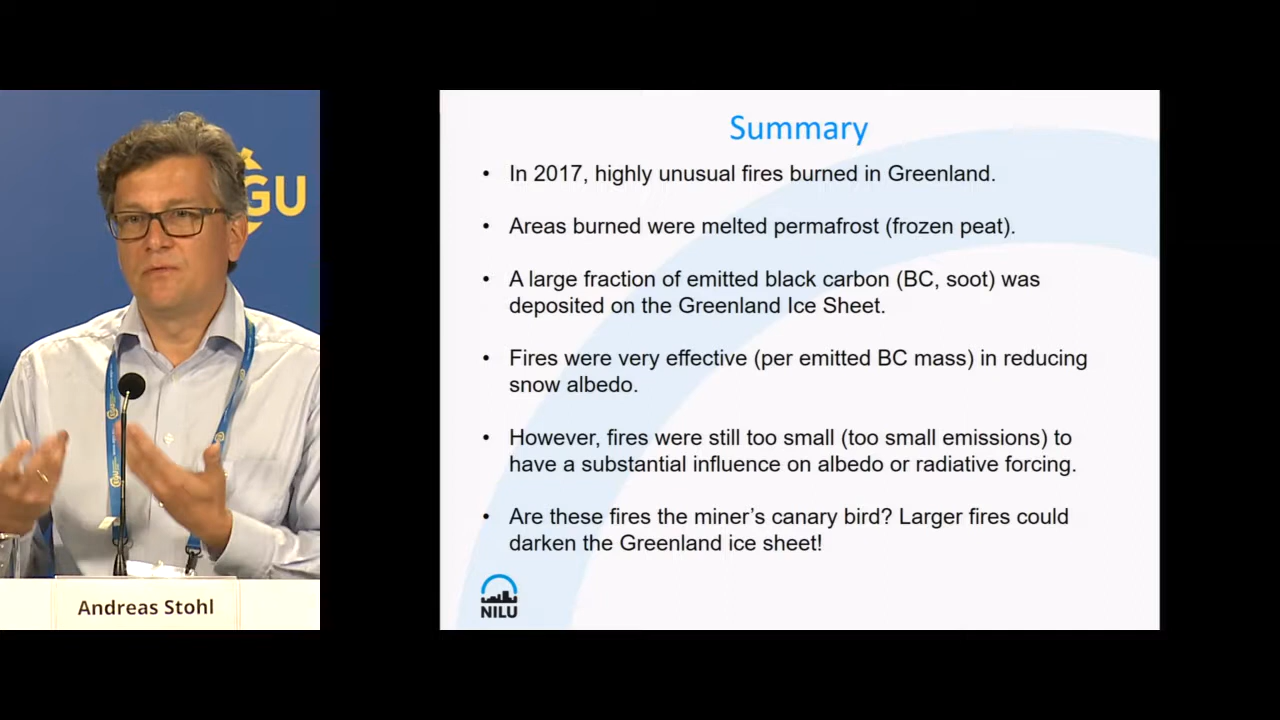 GU
Andreas Stohl
Summary
• In 2017, highly unusual fires burned in Greenland.
• Areas burned were melted permafrost (frozen peat).
• A large fraction of emitted black carbon (BC, soot) was
deposited on the Greenland Ice Sheet.
• Fires were very effective (per emitted BC mass) in reducing
snow albedo.
• However, fires were still too small (too small emissions) to
have a substantial influence on albedo or radiative forcing.
• Are these fires the miner's canary bird? Larger fires could
darken the Greenland ice sheet!
NILU